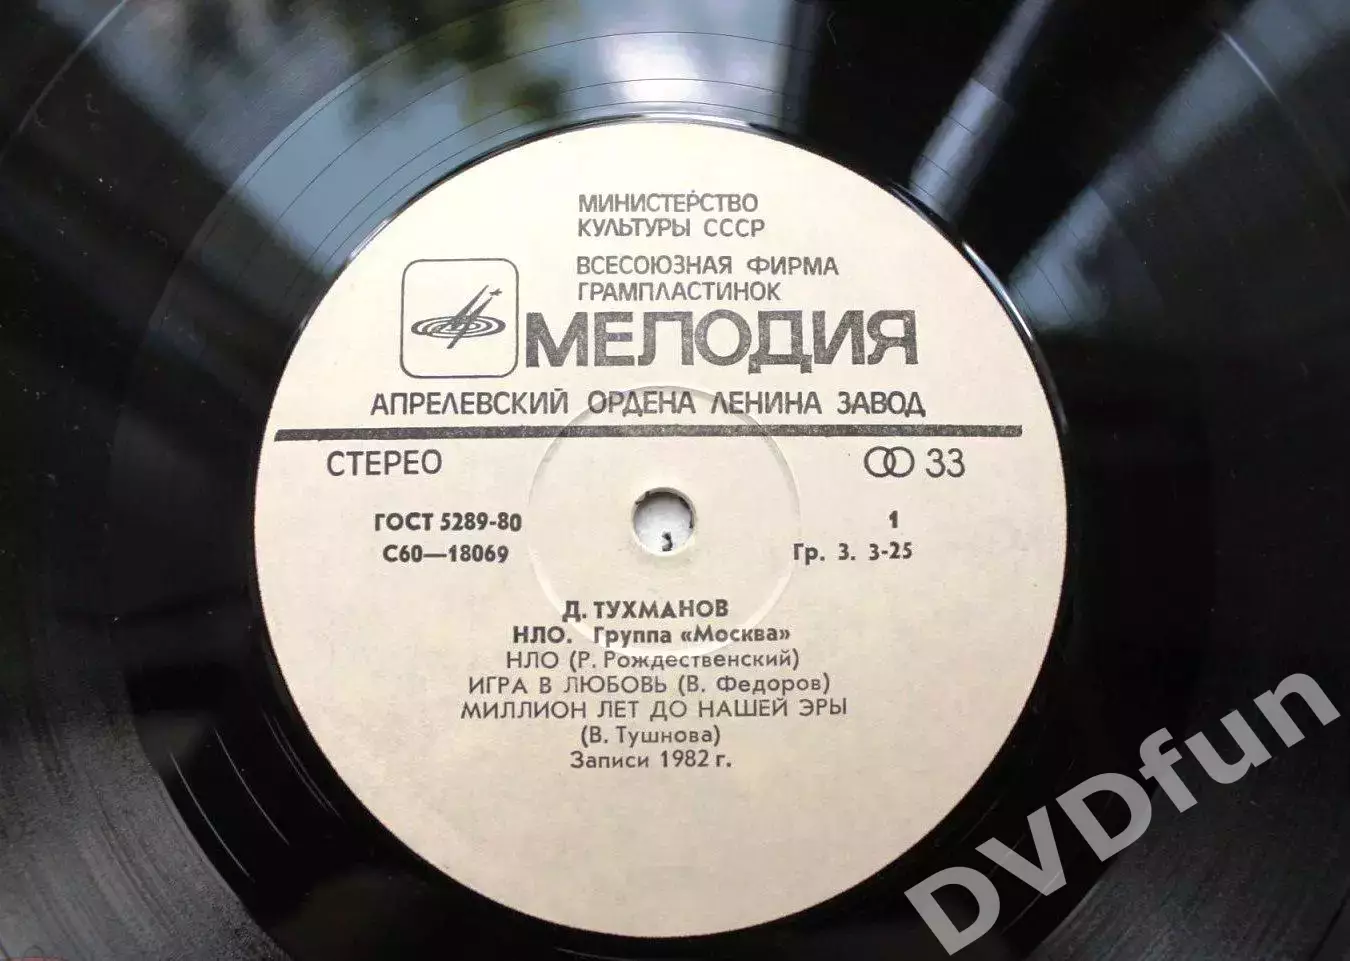 МИНИСТЕРСТВО
КУЛЬТУРЫ СССР
ВСЕСОЮЗНАЯ ФИРМА
ГРАМПЛАСТИНОК
МЕЛОДИЯ
АПРЕЛЕВСКИЙ ОРДЕНА ЛЕНИНА ЗАВОД
СТЕРЕО 33
ГОСТ 5289-80 1
С60—18069 Гр. 3. 3-25
Д. ТУХМАНОВ
НЛО. Группа «Москва»
НЛО (Р. Рождественский)
ИГРА В ЛЮБОВЬ (В. Федоров)
МИЛЛИОН ЛЕТ ДО НАШЕЙ ЭРЫ
(В. Тушнова)
Записи 1982 г.
3
DVDfun